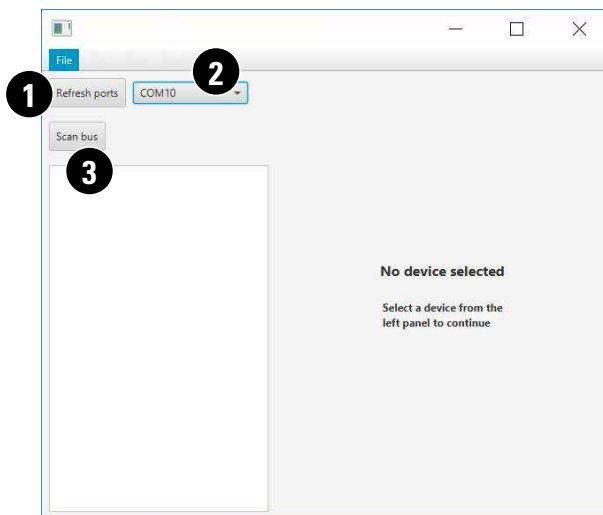 File
2
1
Refresh ports
COM10
Scan bus
3
No device selected
Select a device from the
left panel to continue